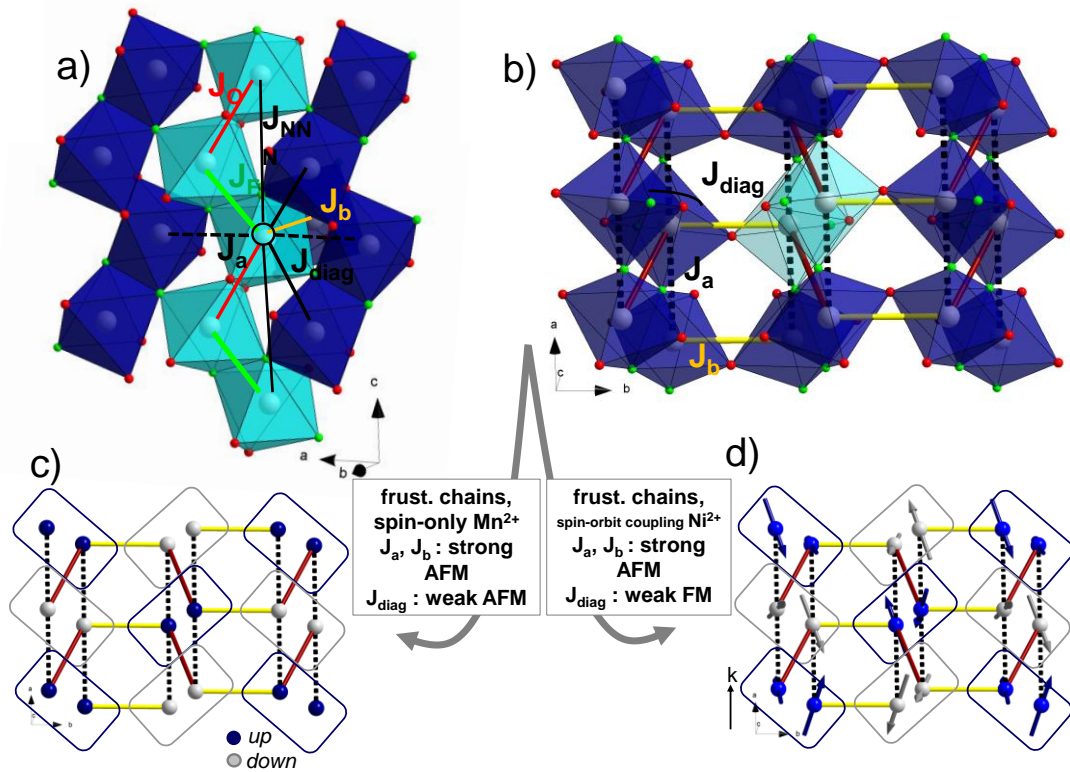 a)
J_O
J_NN
N
J_B
J_b
J_a
J_diag
c
a
b
b)
J_diag
J_a
J_b
a
c
b
c)
frust. chains,
spin-only Mn²⁺
J_a, J_b : strong
AFM
J_diag : weak AFM
frust. chains,
spin-orbit coupling Ni²⁺
J_a, J_b : strong
AFM
J_diag : weak FM
d)
a
c
b
up
down
k
a
c
b